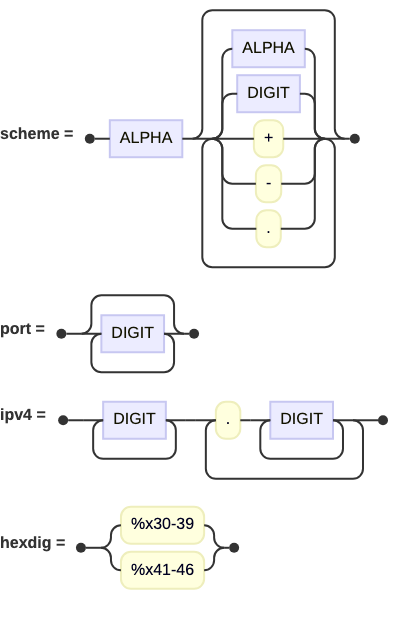 ALPHA
DIGIT
scheme = ALPHA +
-
.
port = DIGIT
ipv4 = DIGIT . DIGIT
%x30-39
hexdig =
%x41-46